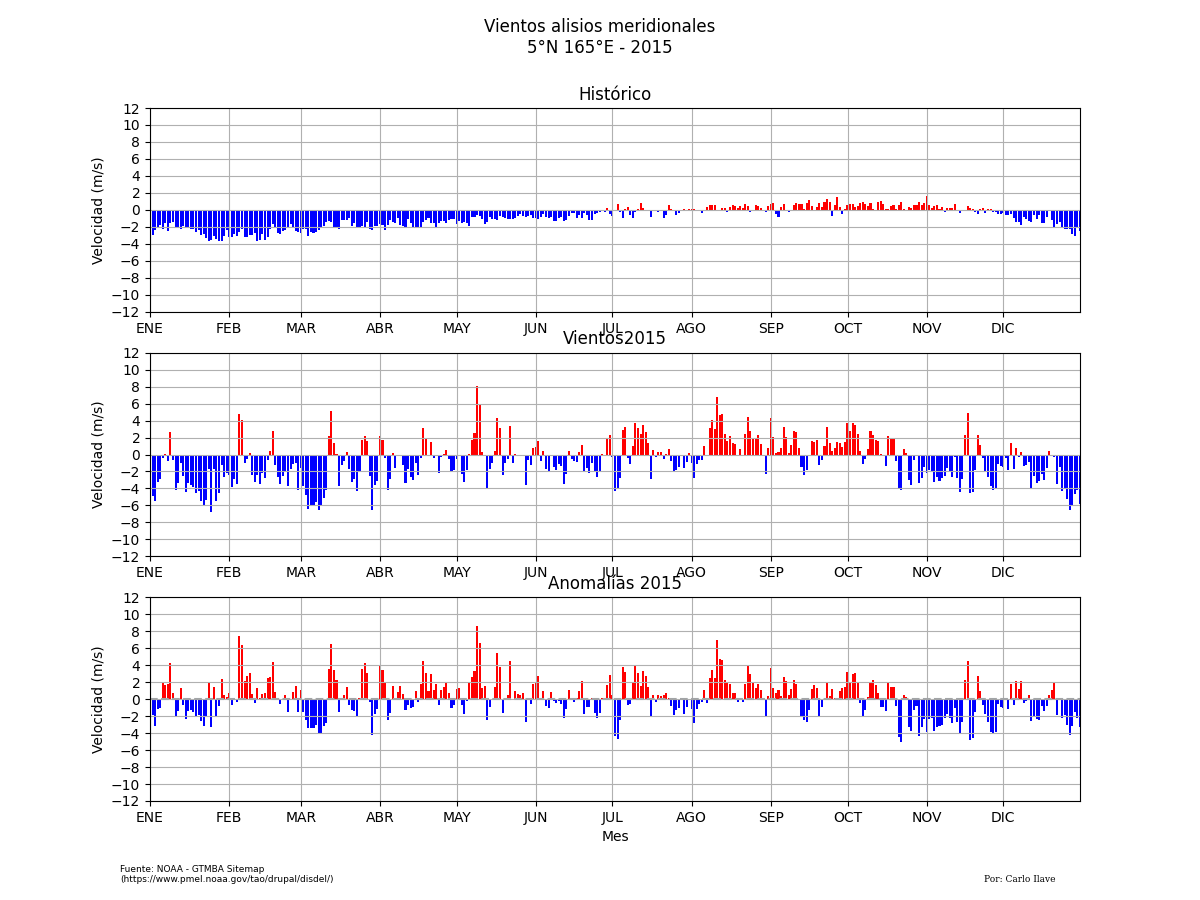 Vientos alisios meridionales
5°N 165°E - 2015
Histórico
12
10
8
6
4
2
0
−2
−4
−6
−8
−10
−12
Velocidad (m/s)
ENE FEB MAR ABR MAY JUN JUL AGO SEP OCT NOV DIC
Vientos2015
12
10
8
6
4
2
0
−2
−4
−6
−8
−10
−12
Velocidad (m/s)
ENE FEB MAR ABR MAY JUN JUL AGO SEP OCT NOV DIC
Anomalías 2015
12
10
8
6
4
2
0
−2
−4
−6
−8
−10
−12
Velocidad (m/s)
ENE FEB MAR ABR MAY JUN JUL AGO SEP OCT NOV DIC
Mes
Fuente: NOAA - GTMBA Sitemap
(https://www.pmel.noaa.gov/tao/drupal/disdel/)
Por: Carlo Ilave